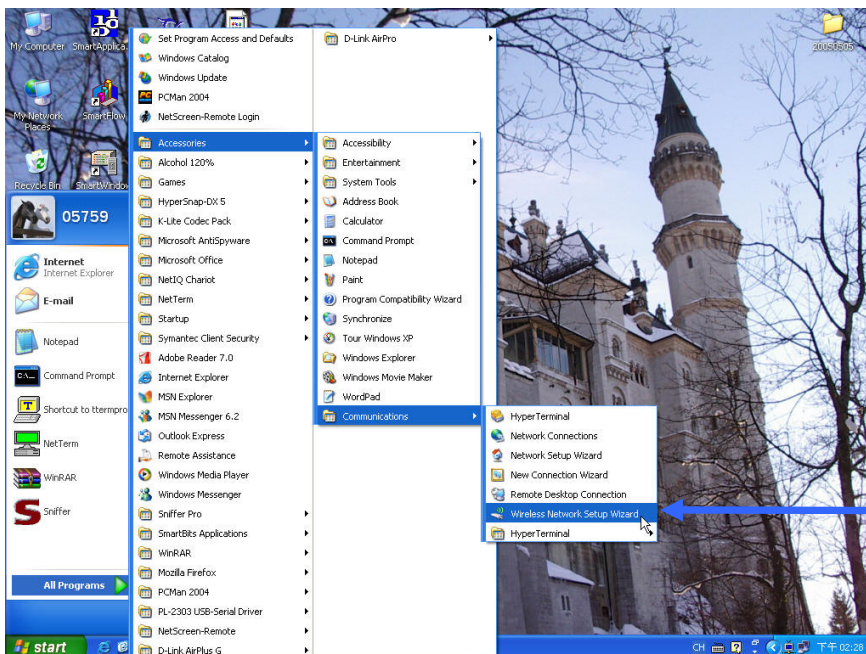 My Computer
SmartApplica
My Network
Places
SmartFlow
Recycle Bin
SmartWindow
20050505
05759
Internet
Internet Explorer
E-mail
Notepad
Command Prompt
Shortcut to ttermpro
NetTerm
WinRAR
Sniffer
All Programs
Set Program Access and Defaults
Windows Catalog
Windows Update
PCMan 2004
NetScreen-Remote Login
Accessories
Alcohol 120%
Games
HyperSnap-DX 5
K-Lite Codec Pack
Microsoft AntiSpyware
Microsoft Office
NetIQ Chariot
NetTerm
Startup
Symantec Client Security
Adobe Reader 7.0
Internet Explorer
MSN Explorer
MSN Messenger 6.2
Outlook Express
Remote Assistance
Windows Media Player
Windows Messenger
Sniffer Pro
SmartBits Applications
WinRAR
Mozilla Firefox
PCMan 2004
PL-2303 USB-Serial Driver
NetScreen-Remote
D-Link AirPlus G
D-Link AirPro
Accessibility
Entertainment
System Tools
Address Book
Calculator
Command Prompt
Notepad
Paint
Program Compatibility Wizard
Synchronize
Tour Windows XP
Windows Explorer
Windows Movie Maker
WordPad
Communications
HyperTerminal
Network Connections
Network Setup Wizard
New Connection Wizard
Remote Desktop Connection
Wireless Network Setup Wizard
HyperTerminal
start
CH
下午 02:28